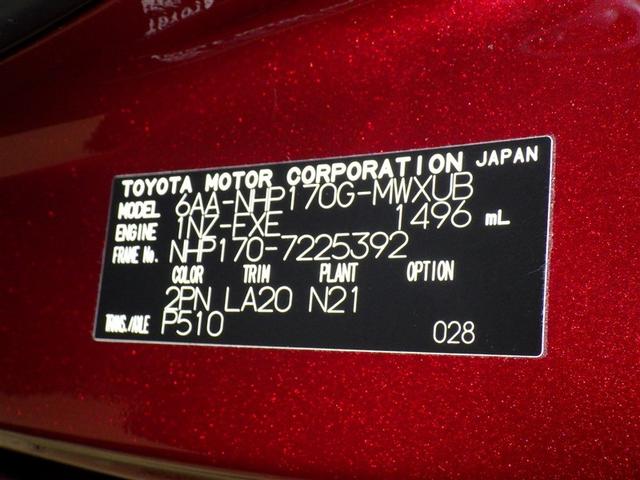 TOYOTA MOTOR CORPORATION JAPAN
MODEL 6AA-NHP170G-MWXUB
ENGINE 1NZ-EXE 1496 mL
FRAME No. NHP170-7225392
COLOR TRIM PLANT OPTION
2PN LA20 N21
TRANS./AXLE P510 028